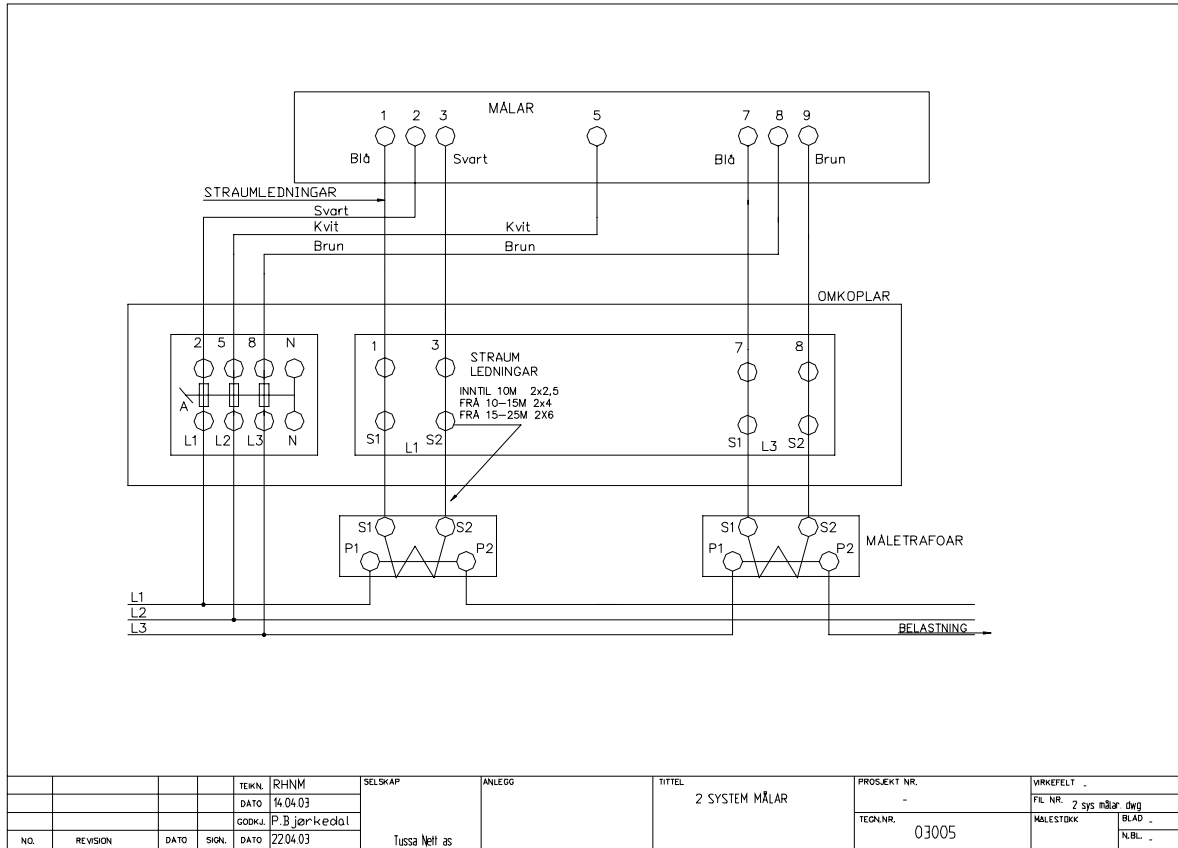 MÅLAR
1 2 3 5 7 8 9
Blå Svart Blå Brun
STRAUMLEDNINGAR
Svart
Kvit Kvit
Brun Brun
OMKOPLAR
2 5 8 N
1 3 7 8
STRAUM
LEDNINGAR
INNTIL 10M 2x2,5
FRÅ 10-15M 2x4
FRÅ 15-25M 2X6
A
L1 L2 L3 N
S1 L1 S2 S1 L3 S2
S1 S2 S1 S2
MÅLETRAFOAR
P1 P2 P1 P2
L1
L2
L3
BELASTNING
NO. REVISION DATO SIGN.
TEIKN. RHNM
DATO 14.04.03
GODKJ. P.Bjørkedal
DATO 22.04.03
SELSKAP
Tussa Nett as
ANLEGG
TITTEL
2 SYSTEM MÅLAR
PROSJEKT NR.
-
TEGN.NR.
03005
VIRKEFELT -
FIL NR. 2 sys målar. dwg
MALESTOKK
BLAD -
N.BL. -